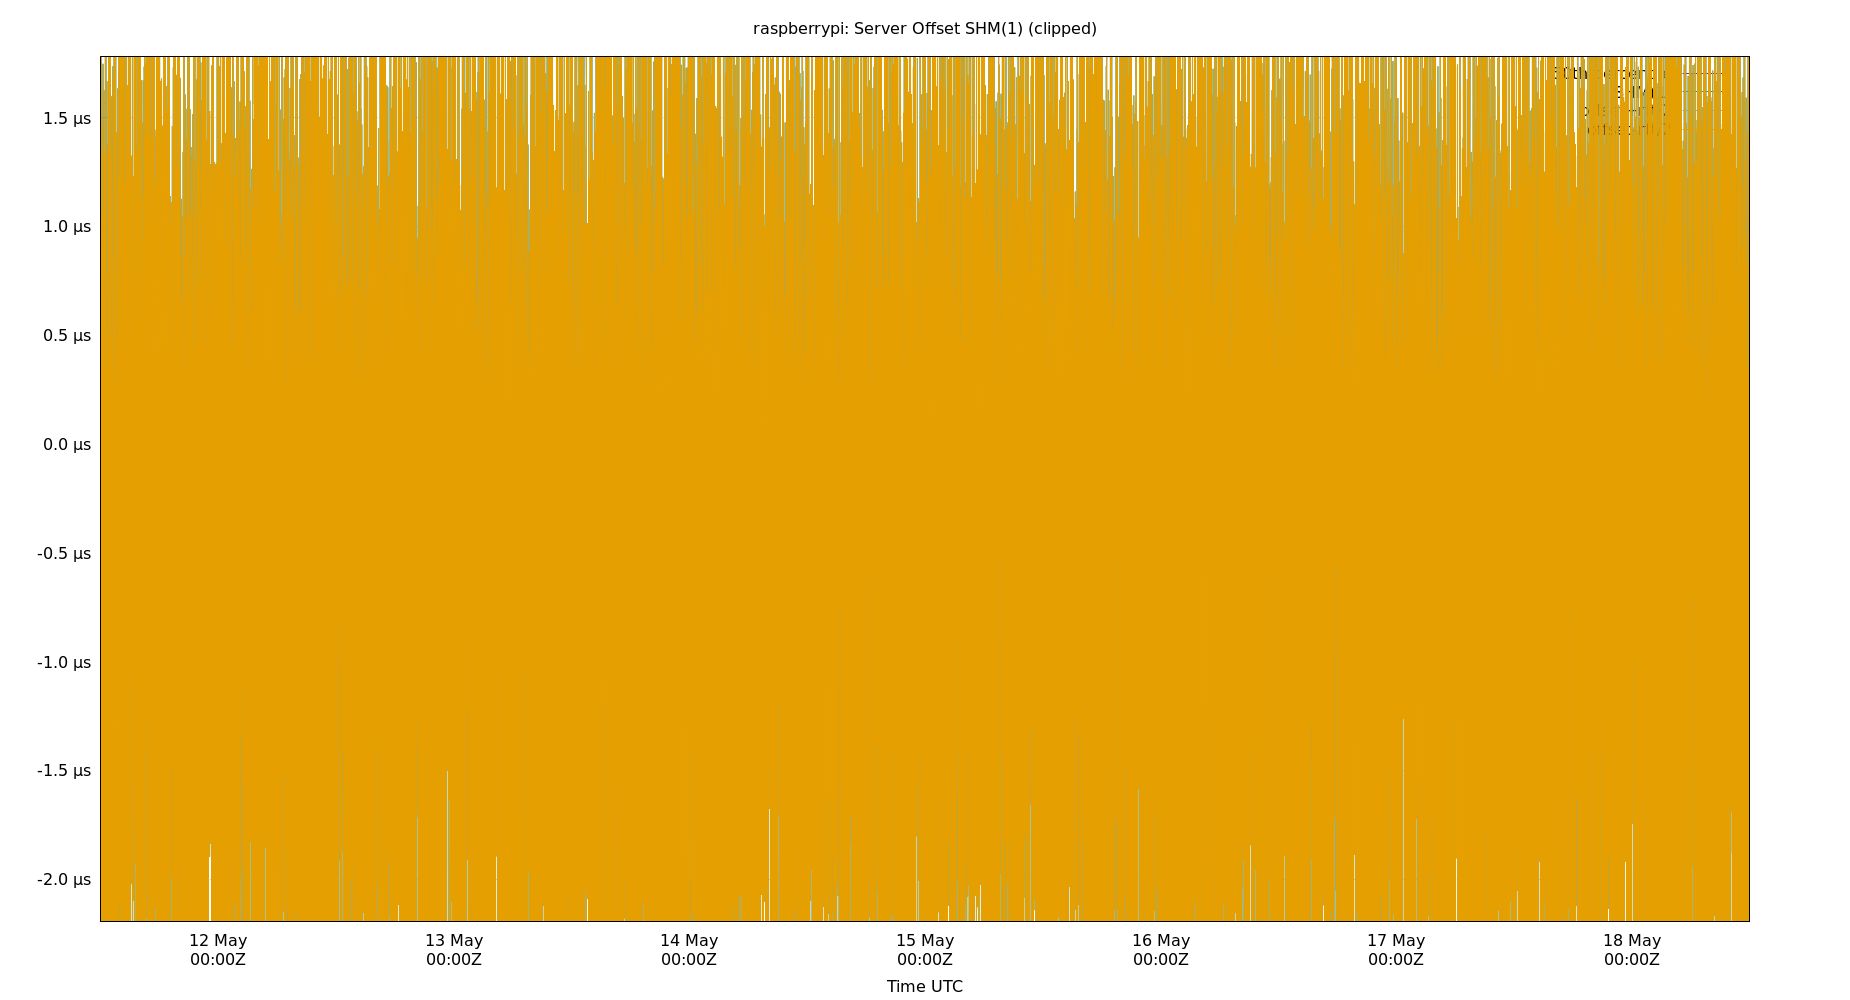 raspberrypi: Server Offset SHM(1) (clipped)
1.5 µs
1.0 µs
0.5 µs
0.0 µs
-0.5 µs
-1.0 µs
-1.5 µs
-2.0 µs
12 May 13 May 14 May 15 May 16 May 17 May 18 May
00:00Z 00:00Z 00:00Z 00:00Z 00:00Z 00:00Z 00:00Z
Time UTC